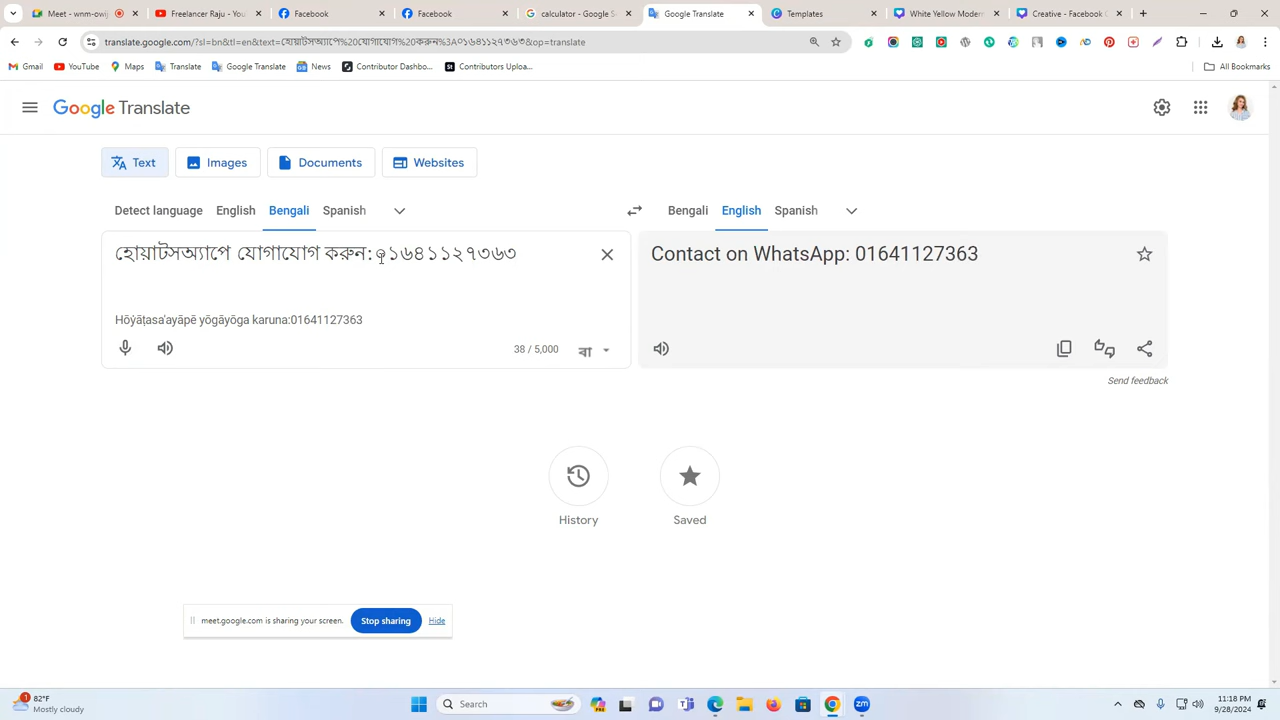 Meet - wnm-owij
Freelancer Raju - You
Facebook
Facebook
calculator - Google S
Google Translate
Templates
White Yellow Modern
Creative - Facebook C
translate.google.com/?sl=bn&tl=en&text=হোয়াটসঅ্যাপে%20যোগাযোগ%20করুন%3A০১৬৪১১২৭৩৬৩&op=translate
Gmail
YouTube
Maps
Translate
Google Translate
News
Contributor Dashbo...
Contributors Uploa...
All Bookmarks
Google Translate
Text
Images
Documents
Websites
Detect language
English
Bengali
Spanish
Bengali
English
Spanish
হোয়াটসঅ্যাপে যোগাযোগ করুন: ০১৬৪১১২৭৩৬৩
Contact on WhatsApp: 01641127363
Hōẏāṭasa'ayāpē yōgāyōga karuna:01641127363
38 / 5,000
বা
Send feedback
History
Saved
meet.google.com is sharing your screen.
Stop sharing
Hide
1
82°F
Mostly cloudy
Search
zm
11:18 PM
9/28/2024